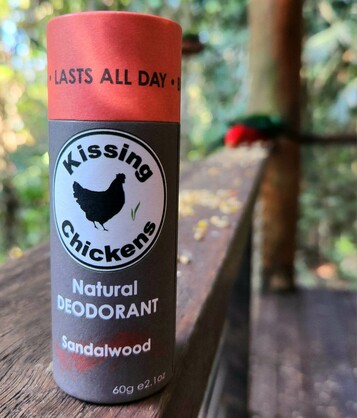 • LASTS ALL DAY •
Kissing
Chickens
Natural
DEODORANT
Sandalwood
60g e2.1oz